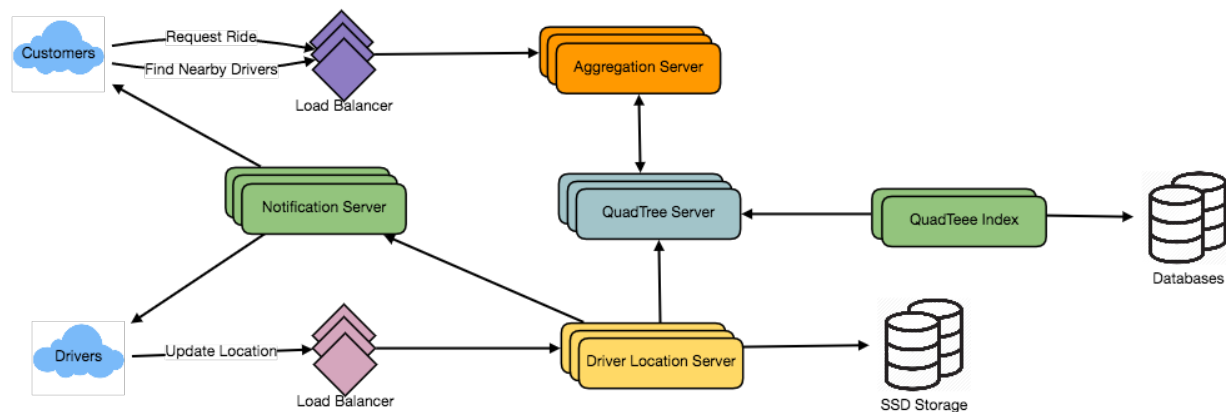 Customers
Request Ride
Find Nearby Drivers
Load Balancer
Aggregation Server
Notification Server
QuadTree Server
QuadTeee Index
Databases
Drivers
Update Location
Load Balancer
Driver Location Server
SSD Storage